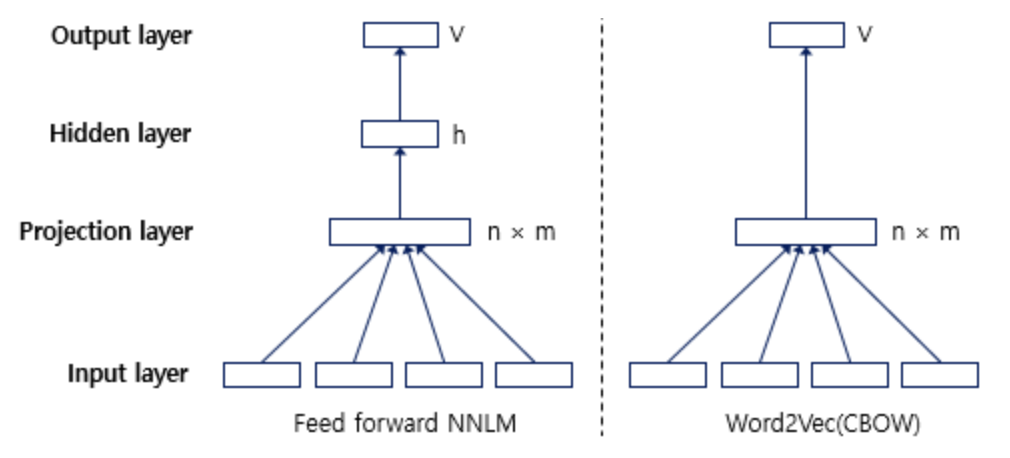 Output layer V V
Hidden layer h
Projection layer n × m n × m
Input layer
Feed forward NNLM Word2Vec(CBOW)